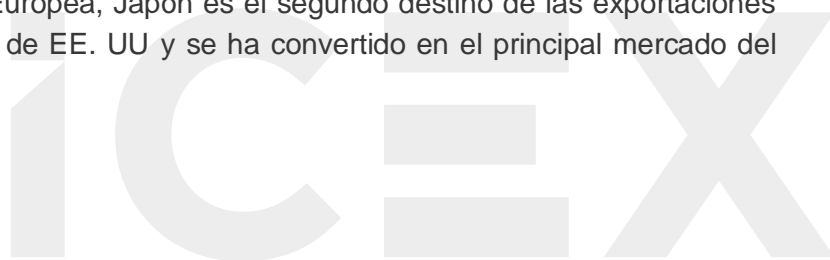 Europea, Japón es el segundo destino de las exportaciones
de EE. UU y se ha convertido en el principal mercado del
iCEX